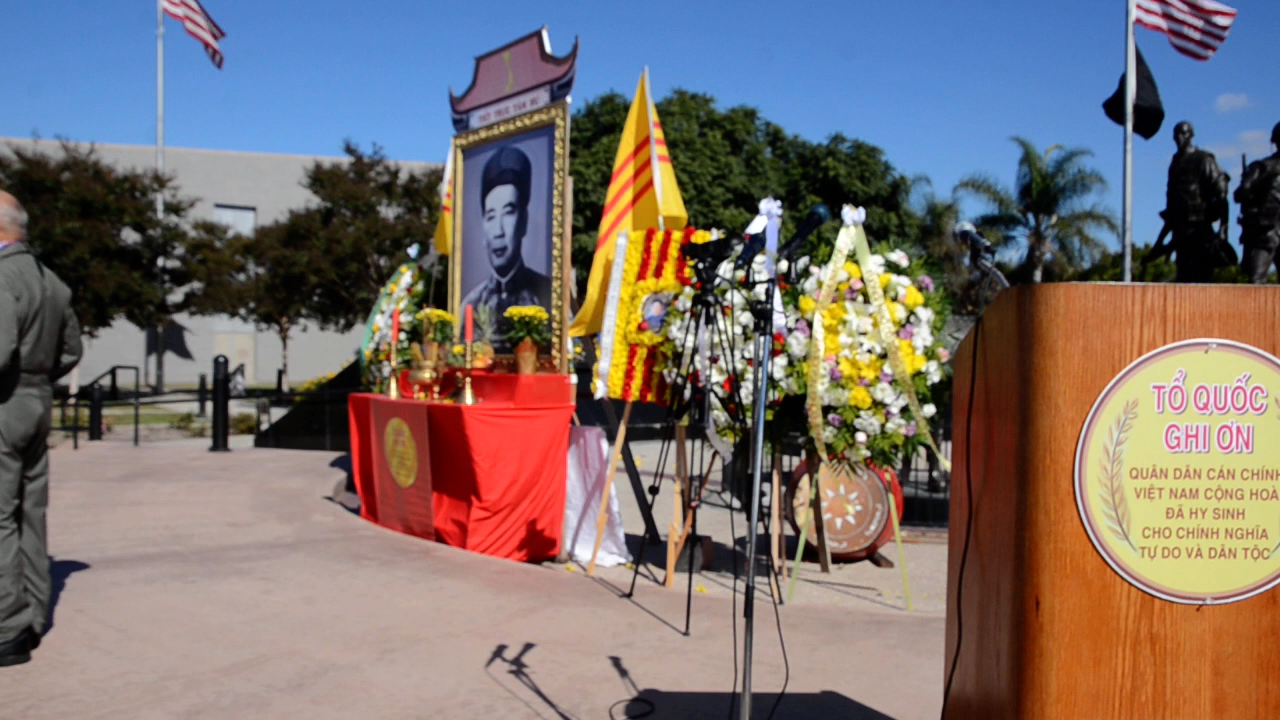 TỔ QUỐC
GHI ƠN
QUÂN DÂN CÁN CHÍNH
VIỆT NAM CỘNG HOÀ
ĐÃ HY SINH
CHO CHÍNH NGHĨA
TỰ DO VÀ DÂN TỘC